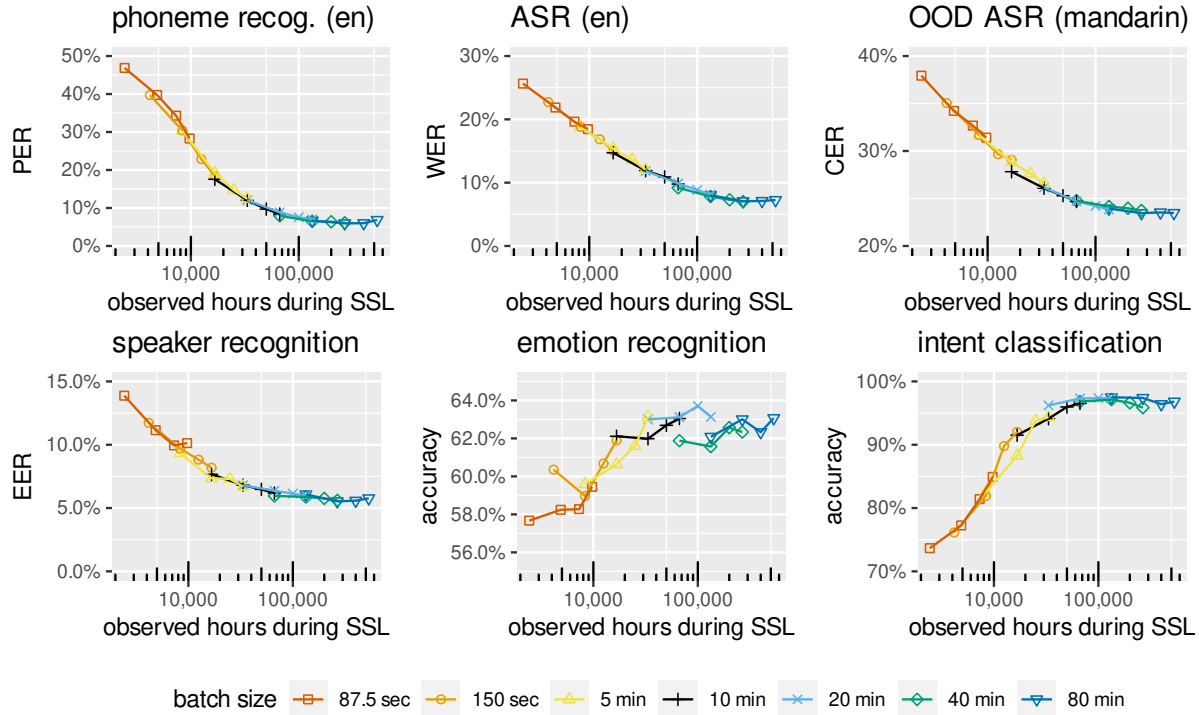 phoneme recog. (en)
ASR (en)
OOD ASR (mandarin)
50%
40%
30%
20%
10%
0%
PER
10,000
100,000
observed hours during SSL
30%
20%
10%
0%
WER
10,000
100,000
observed hours during SSL
40%
30%
20%
CER
10,000
100,000
observed hours during SSL
speaker recognition
emotion recognition
intent classification
15.0%
10.0%
5.0%
0.0%
EER
10,000
100,000
observed hours during SSL
64.0%
62.0%
60.0%
58.0%
56.0%
accuracy
10,000
100,000
observed hours during SSL
100%
90%
80%
70%
accuracy
10,000
100,000
observed hours during SSL
batch size 87.5 sec 150 sec 5 min 10 min 20 min 40 min 80 min